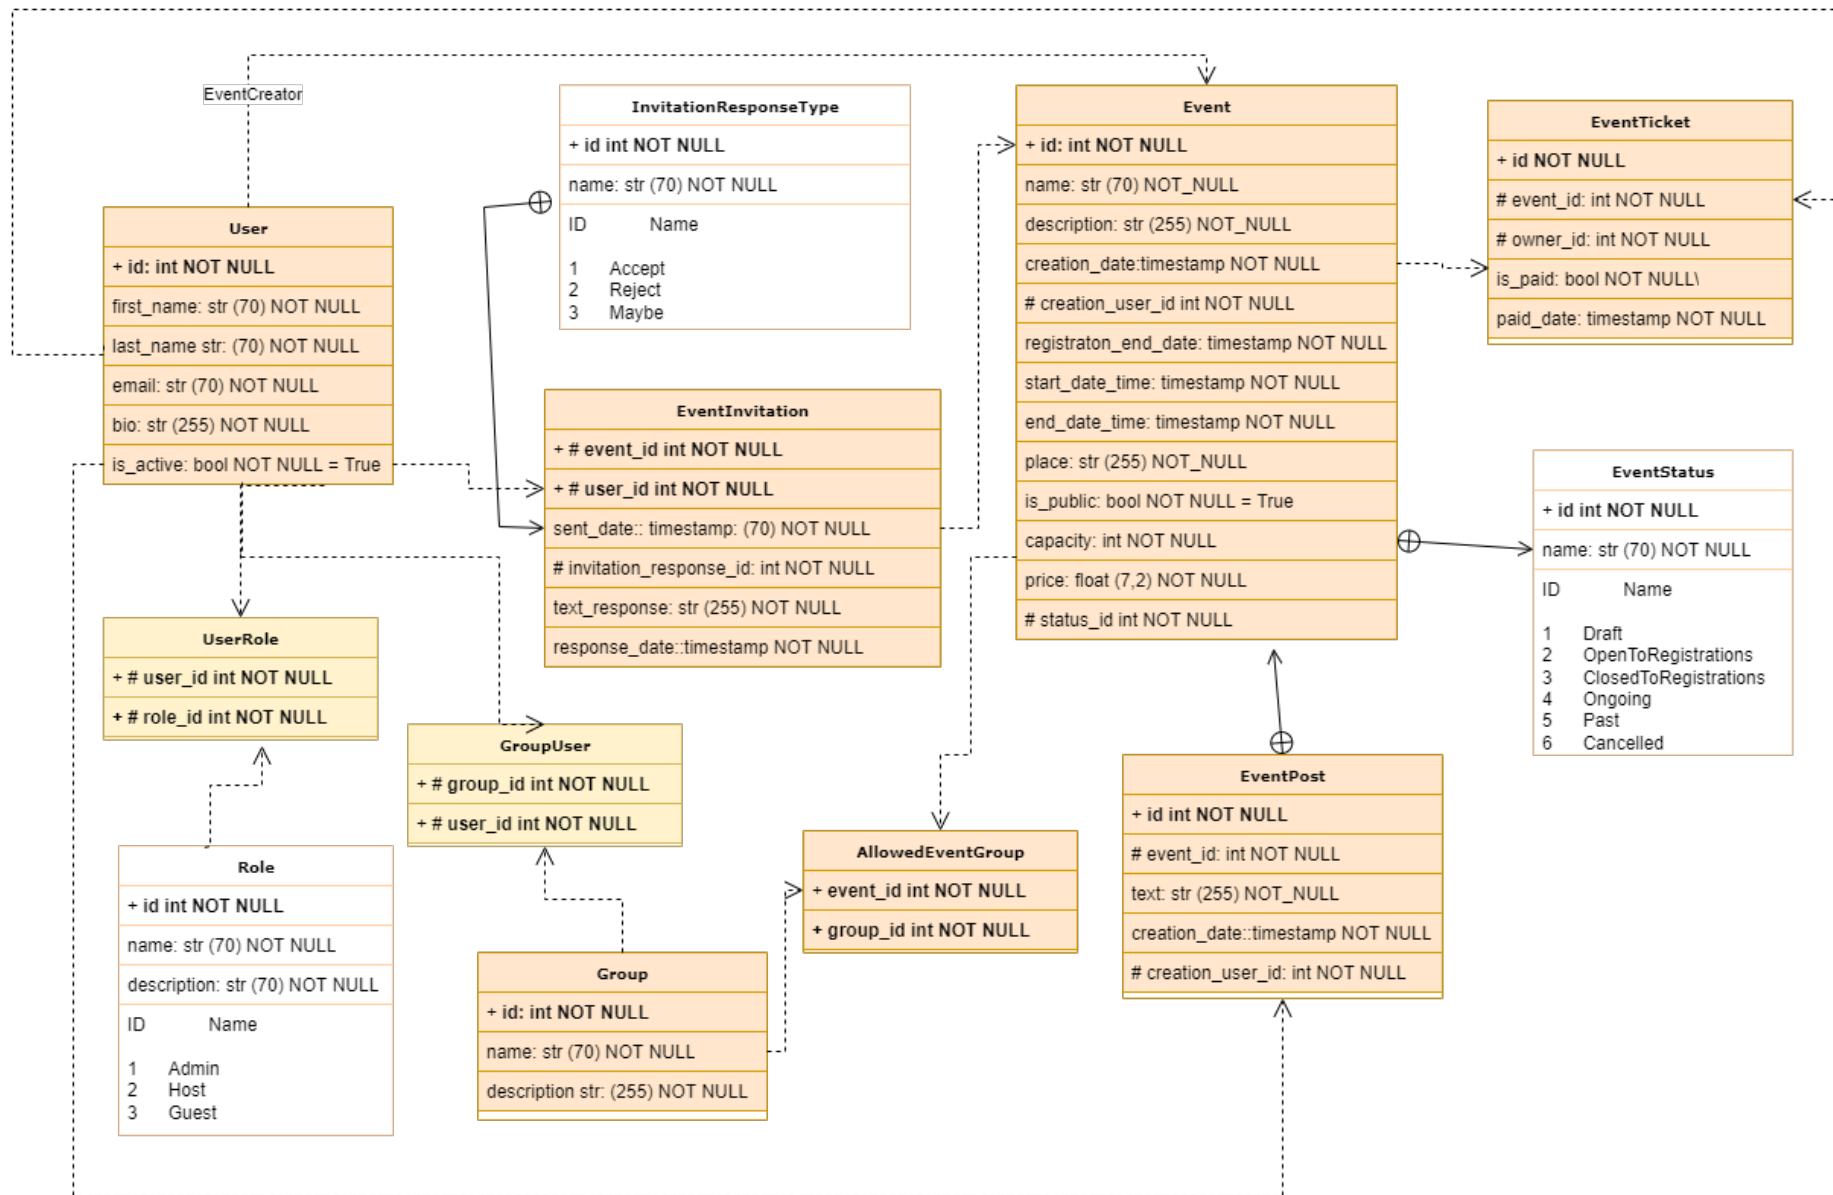 EventCreator
User
+ id: int NOT NULL
first_name: str (70) NOT NULL
last_name str: (70) NOT NULL
email: str (70) NOT NULL
bio: str (255) NOT NULL
is_active: bool NOT NULL = True
InvitationResponseType
+ id int NOT NULL
name: str (70) NOT NULL
ID Name
1 Accept
2 Reject
3 Maybe
EventInvitation
+ # event_id int NOT NULL
+ # user_id int NOT NULL
sent_date:: timestamp: (70) NOT NULL
# invitation_response_id: int NOT NULL
text_response: str (255) NOT NULL
response_date::timestamp NOT NULL
Event
+ id: int NOT NULL
name: str (70) NOT_NULL
description: str (255) NOT_NULL
creation_date:timestamp NOT NULL
# creation_user_id int NOT NULL
registraton_end_date: timestamp NOT NULL
start_date_time: timestamp NOT NULL
end_date_time: timestamp NOT NULL
place: str (255) NOT_NULL
is_public: bool NOT NULL = True
capacity: int NOT NULL
price: float (7,2) NOT NULL
# status_id int NOT NULL
EventTicket
+ id NOT NULL
# event_id: int NOT NULL
# owner_id: int NOT NULL
is_paid: bool NOT NULL\
paid_date: timestamp NOT NULL
EventStatus
+ id int NOT NULL
name: str (70) NOT NULL
ID Name
1 Draft
2 OpenToRegistrations
3 ClosedToRegistrations
4 Ongoing
5 Past
6 Cancelled
UserRole
+ # user_id int NOT NULL
+ # role_id int NOT NULL
GroupUser
+ # group_id int NOT NULL
+ # user_id int NOT NULL
Role
+ id int NOT NULL
name: str (70) NOT NULL
description: str (70) NOT NULL
ID Name
1 Admin
2 Host
3 Guest
Group
+ id: int NOT NULL
name: str (70) NOT NULL
description str: (255) NOT NULL
AllowedEventGroup
+ event_id int NOT NULL
+ group_id int NOT NULL
EventPost
+ id int NOT NULL
# event_id: int NOT NULL
text: str (255) NOT_NULL
creation_date::timestamp NOT NULL
# creation_user_id: int NOT NULL